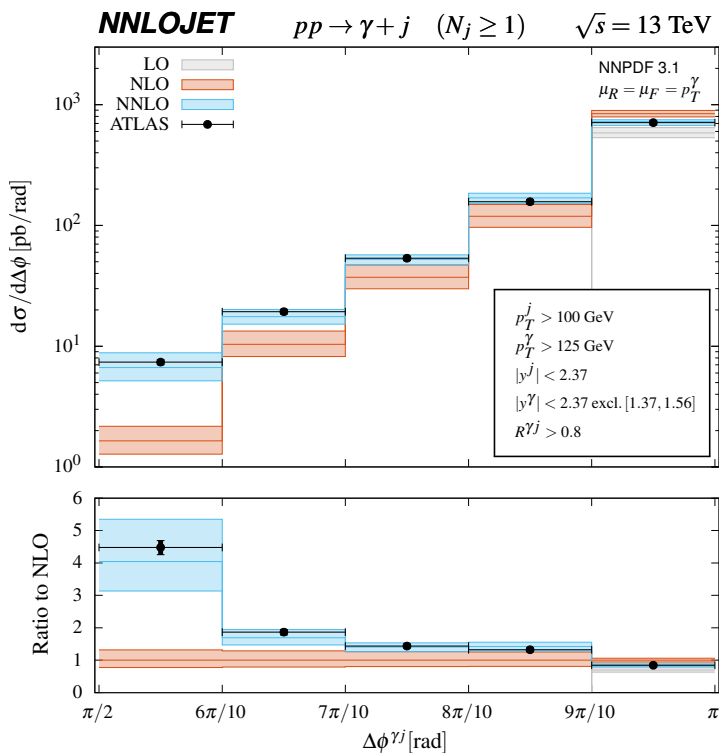 NNLOJET pp → γ + j (N_j ≥ 1) √s = 13 TeV
LO
NLO
NNLO
ATLAS
NNPDF 3.1
μ_R = μ_F = p_T^γ
dσ/dΔϕ [pb/rad]
10^3
10^2
10^1
10^0
p_T^j > 100 GeV
p_T^γ > 125 GeV
|y^j| < 2.37
|y^γ| < 2.37 excl. [1.37, 1.56]
R^{γj} > 0.8
Ratio to NLO
6
5
4
3
2
1
0
π/2 6π/10 7π/10 8π/10 9π/10 π
Δϕ^{γj} [rad]